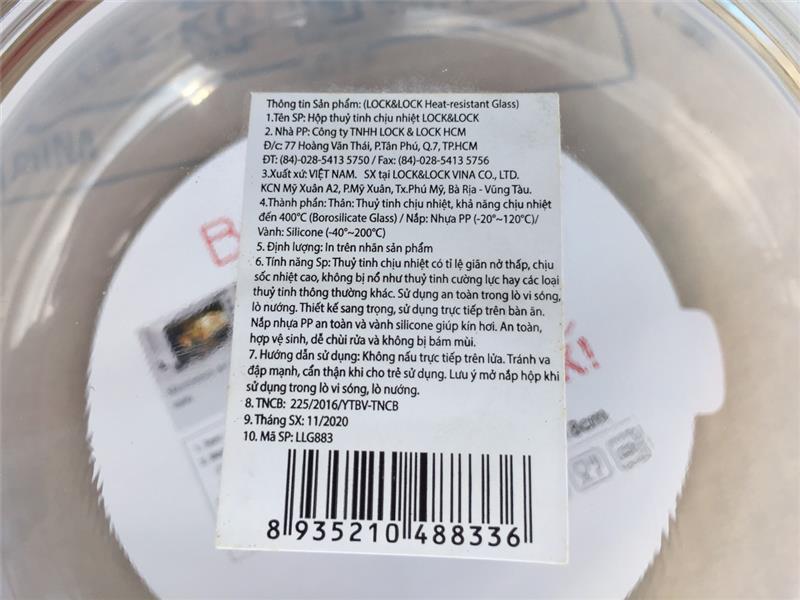 Thông tin Sản phẩm: (LOCK&LOCK Heat-resistant Glass)
1.Tên SP: Hộp thuỷ tinh chịu nhiệt LOCK&LOCK
2. Nhà PP: Công ty TNHH LOCK & LOCK HCM
Đ/c: 77 Hoàng Văn Thái, P.Tân Phú, Q.7, TP.HCM
ĐT: (84)-028-5413 5750 / Fax: (84)-028-5413 5756
3.Xuất xứ: VIỆT NAM. SX tại LOCK&LOCK VINA CO., LTD.
KCN Mỹ Xuân A2, P.Mỹ Xuân, Tx.Phú Mỹ, Bà Rịa - Vũng Tàu.
4.Thành phần: Thân: Thuỷ tinh chịu nhiệt, khả năng chịu nhiệt
đến 400°C (Borosilicate Glass) / Nắp: Nhựa PP (-20°~120°C)/
Vành: Silicone (-40°~200°C)
5. Định lượng: In trên nhãn sản phẩm
6. Tính năng Sp: Thuỷ tinh chịu nhiệt có tỉ lệ giãn nở thấp, chịu
sốc nhiệt cao, không bị nổ như thuỷ tinh cường lực hay các loại
thuỷ tinh thông thường khác. Sử dụng an toàn trong lò vi sóng,
lò nướng. Thiết kế sang trọng, sử dụng trực tiếp trên bàn ăn.
Nắp nhựa PP an toàn và vành silicone giúp kín hơi. An toàn,
hợp vệ sinh, dễ chùi rửa và không bị bám mùi.
7. Hướng dẫn sử dụng: Không nấu trực tiếp trên lửa. Tránh va
đập mạnh, cẩn thận khi cho trẻ sử dụng. Lưu ý mở nắp hộp khi
sử dụng trong lò vi sóng, lò nướng.
8. TNCB: 225/2016/YTBV-TNCB
9. Tháng SX: 11/2020
10. Mã SP: LLG883
8 935210 488336